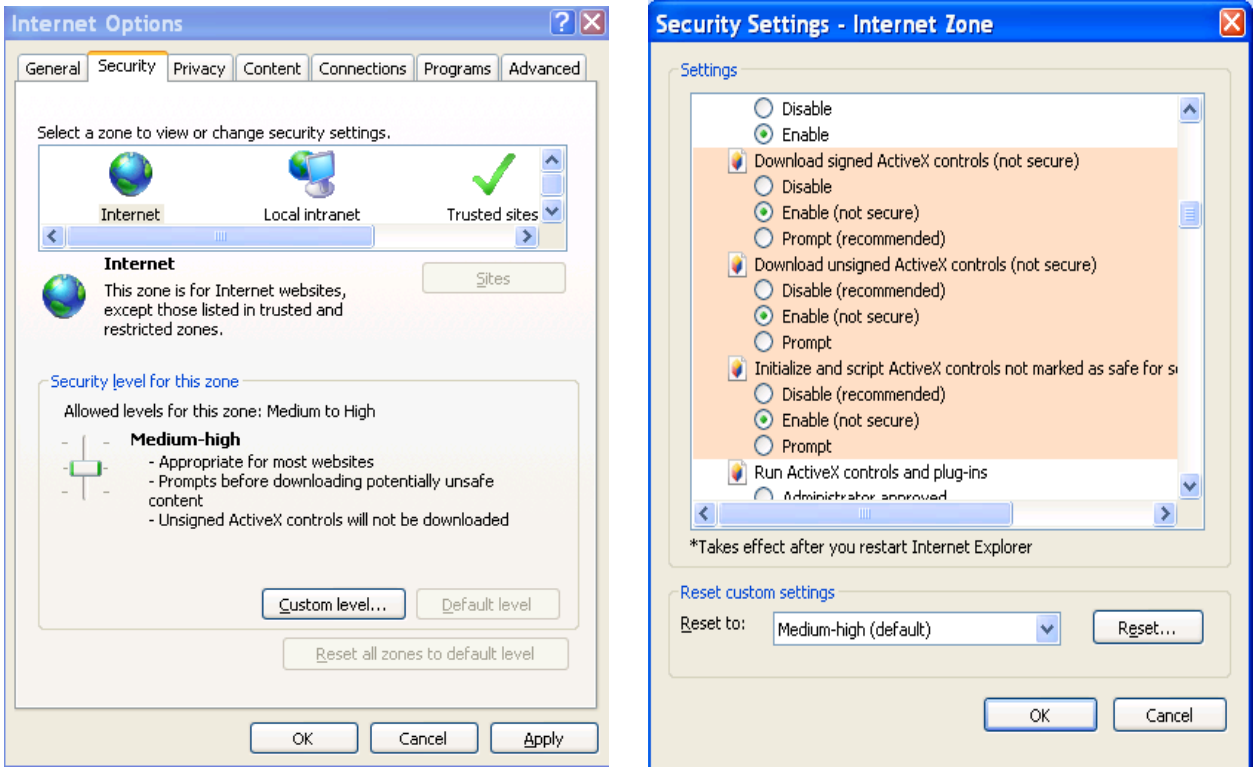 Internet Options
General Security Privacy Content Connections Programs Advanced
Select a zone to view or change security settings.
Internet Local intranet Trusted sites
Internet
Sites
This zone is for Internet websites,
except those listed in trusted and
restricted zones.
Security level for this zone
Allowed levels for this zone: Medium to High
Medium-high
- Appropriate for most websites
- Prompts before downloading potentially unsafe
content
- Unsigned ActiveX controls will not be downloaded
Custom level... Default level
Reset all zones to default level
OK Cancel Apply
Security Settings - Internet Zone
Settings
Disable
Enable
Download signed ActiveX controls (not secure)
Disable
Enable (not secure)
Prompt (recommended)
Download unsigned ActiveX controls (not secure)
Disable (recommended)
Enable (not secure)
Prompt
Initialize and script ActiveX controls not marked as safe for
Disable (recommended)
Enable (not secure)
Prompt
Run ActiveX controls and plug-ins
Administrator approved
*Takes effect after you restart Internet Explorer
Reset custom settings
Reset to: Medium-high (default) Reset...
OK Cancel